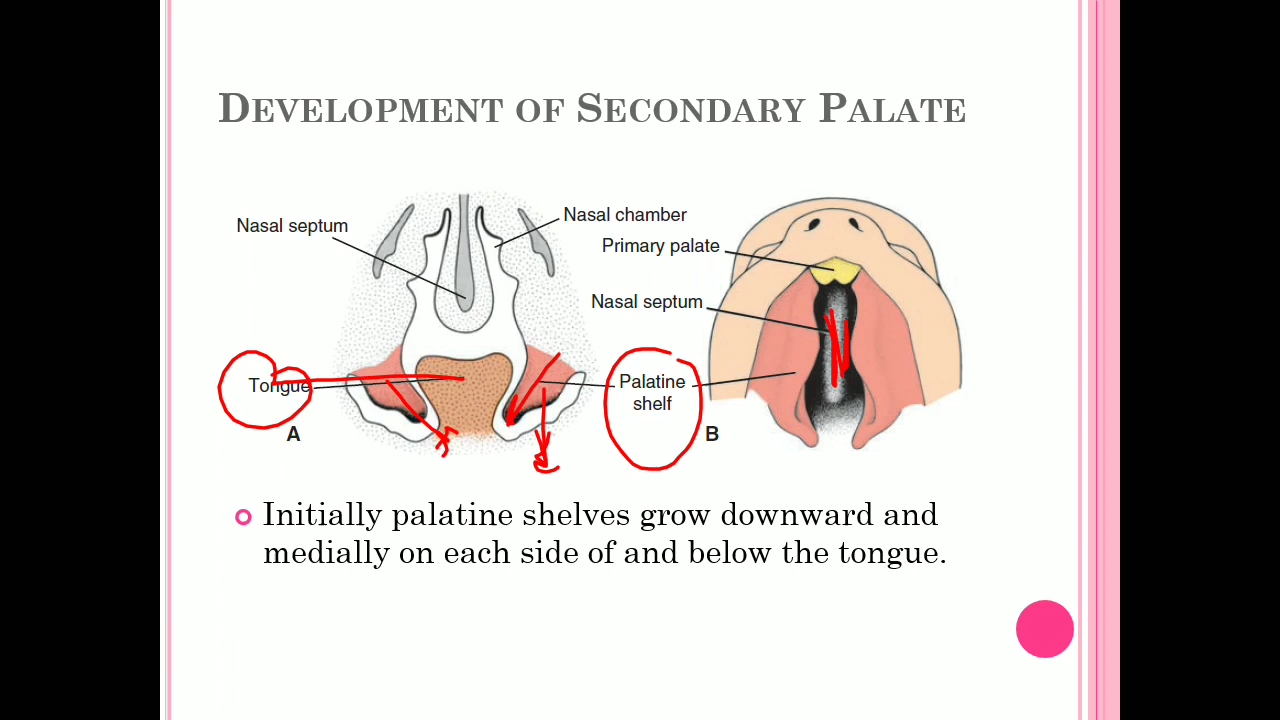 DEVELOPMENT OF SECONDARY PALATE
Nasal septum
Nasal chamber
Primary palate
Nasal septum
Tongue
Palatine
shelf
A
B
Initially palatine shelves grow downward and
medially on each side of and below the tongue.